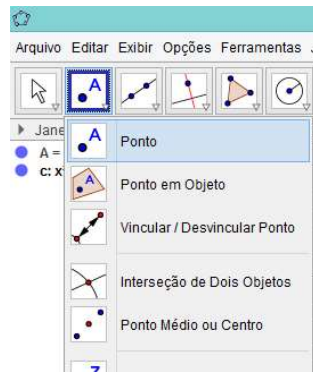 Arquivo Editar Exibir Opções Ferramentas
A
Jane
A =
c: x
A
Ponto
A
Ponto em Objeto
Vincular / Desvincular Ponto
Interseção de Dois Objetos
Ponto Médio ou Centro